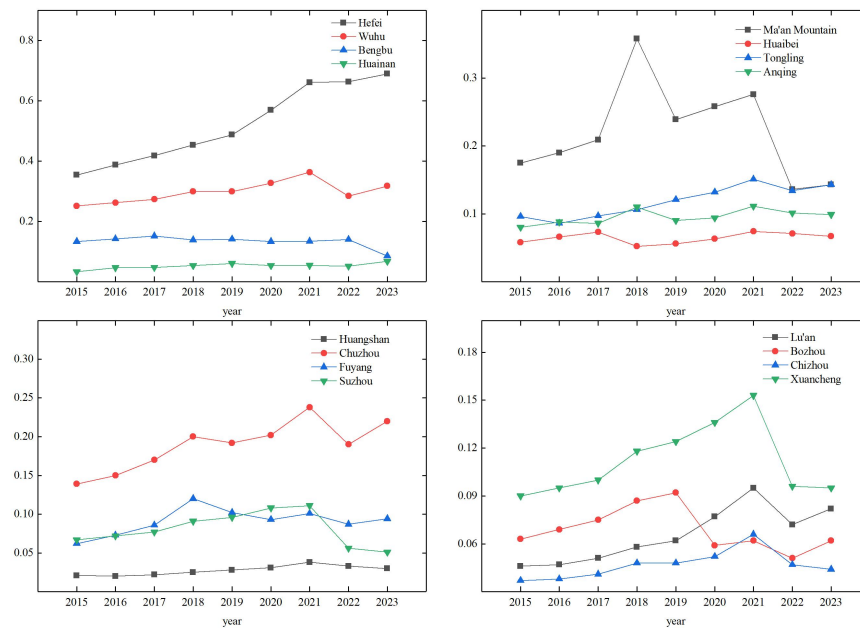 0.8
0.6
0.4
0.2
Hefei
Wuhu
Bengbu
Huainan
2015 2016 2017 2018 2019 2020 2021 2022 2023
year
0.3
0.2
0.1
Ma'an Mountain
Huaibei
Tongling
Anqing
2015 2016 2017 2018 2019 2020 2021 2022 2023
year
0.30
0.25
0.20
0.15
0.10
0.05
Huangshan
Chuzhou
Fuyang
Suzhou
2015 2016 2017 2018 2019 2020 2021 2022 2023
year
0.18
0.15
0.12
0.09
0.06
Lu'an
Bozhou
Chizhou
Xuancheng
2015 2016 2017 2018 2019 2020 2021 2022 2023
year